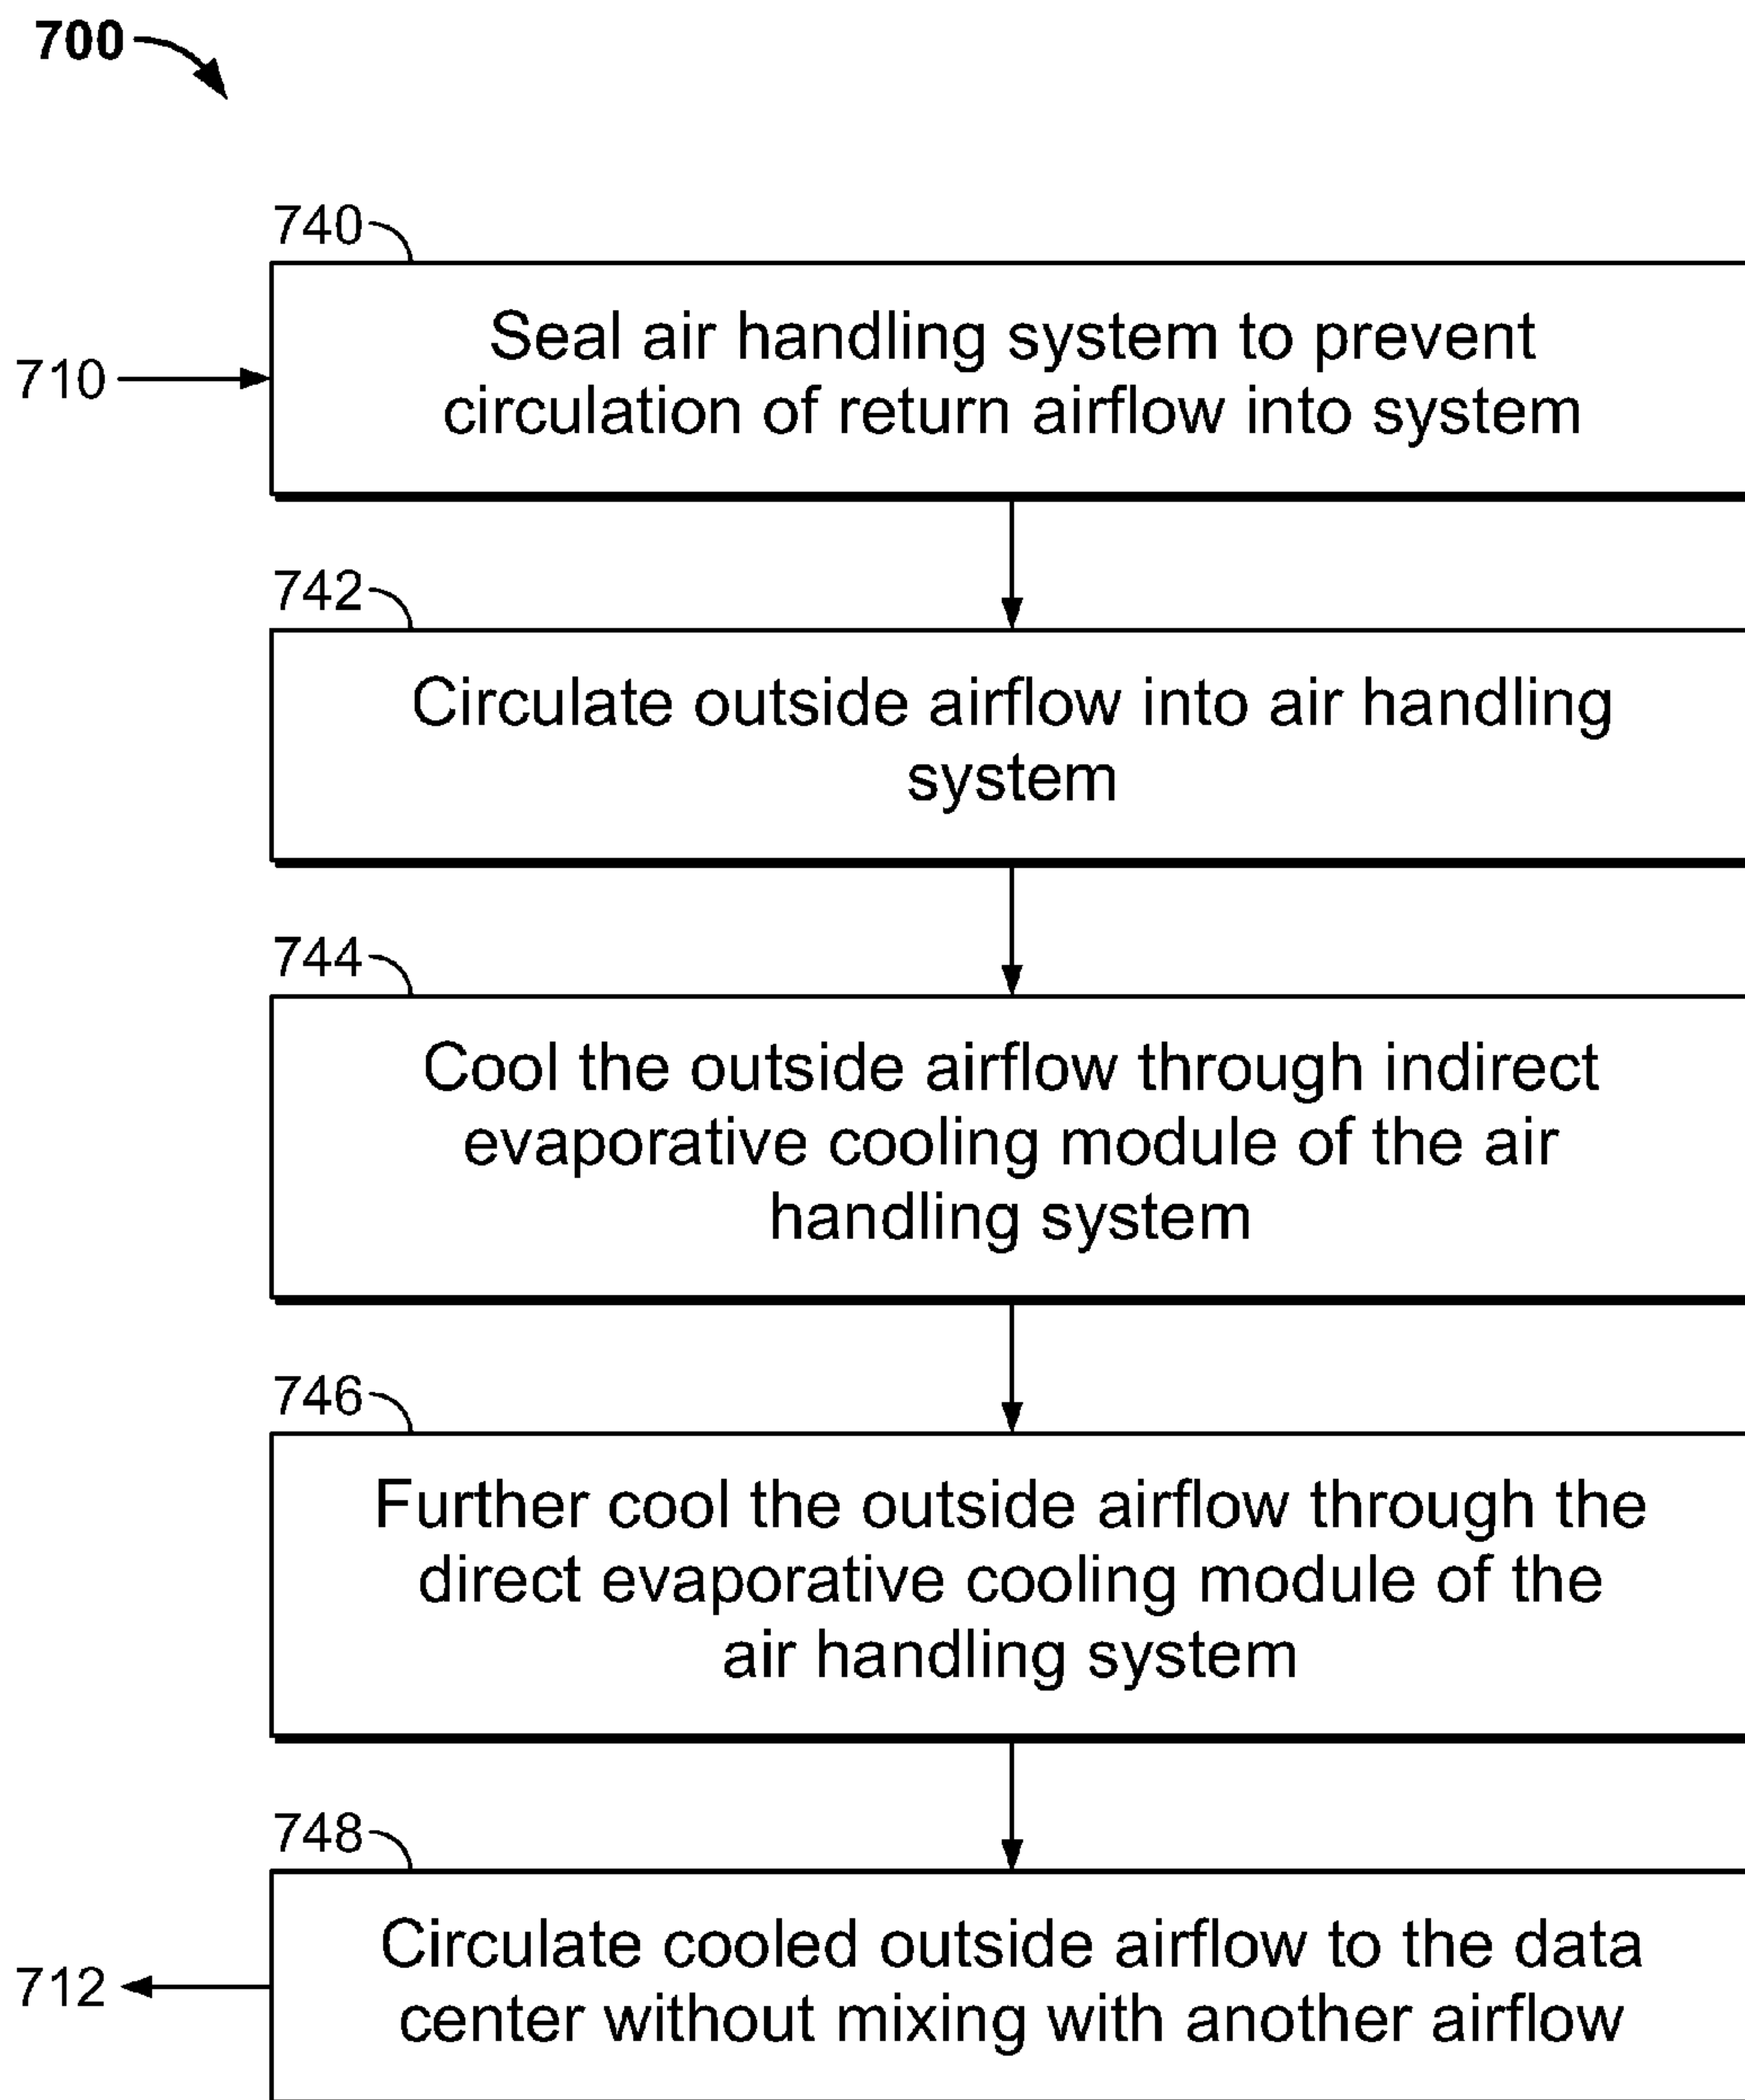 700
740
Seal air handling system to prevent
710
circulation of return airflow into system
742
Circulate outside airflow into air handling
system
744
Cool the outside airflow through indirect
evaporative cooling module of the air
handling system
746
Further cool the outside airflow through the
direct evaporative cooling module of the
air handling system
748
Circulate cooled outside airflow to the data
712
center without mixing with another airflow